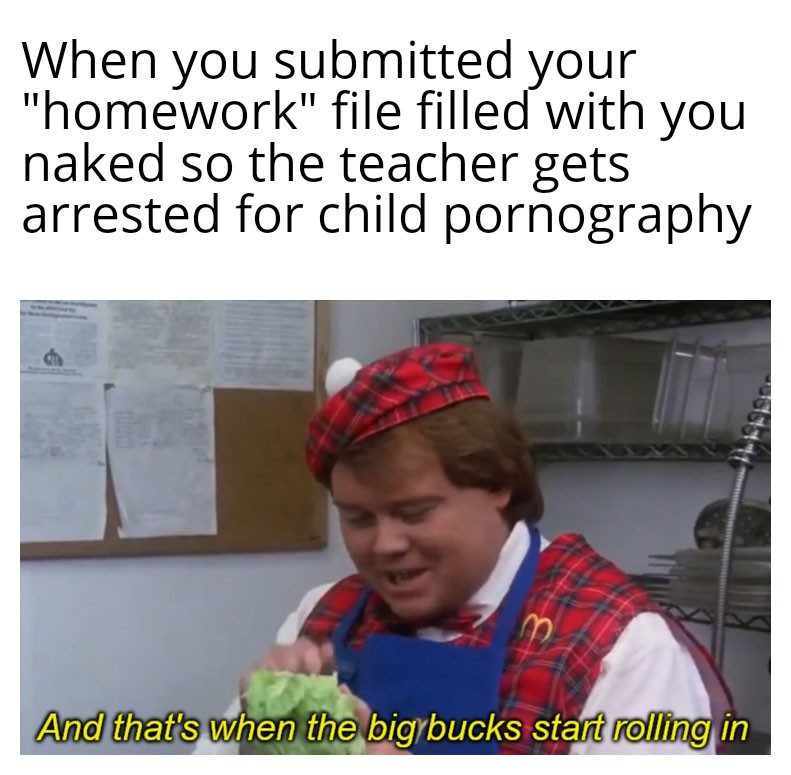 When you submitted your
"homework" file filled with you
naked so the teacher gets
arrested for child pornography
And that's when the big bucks start rolling in